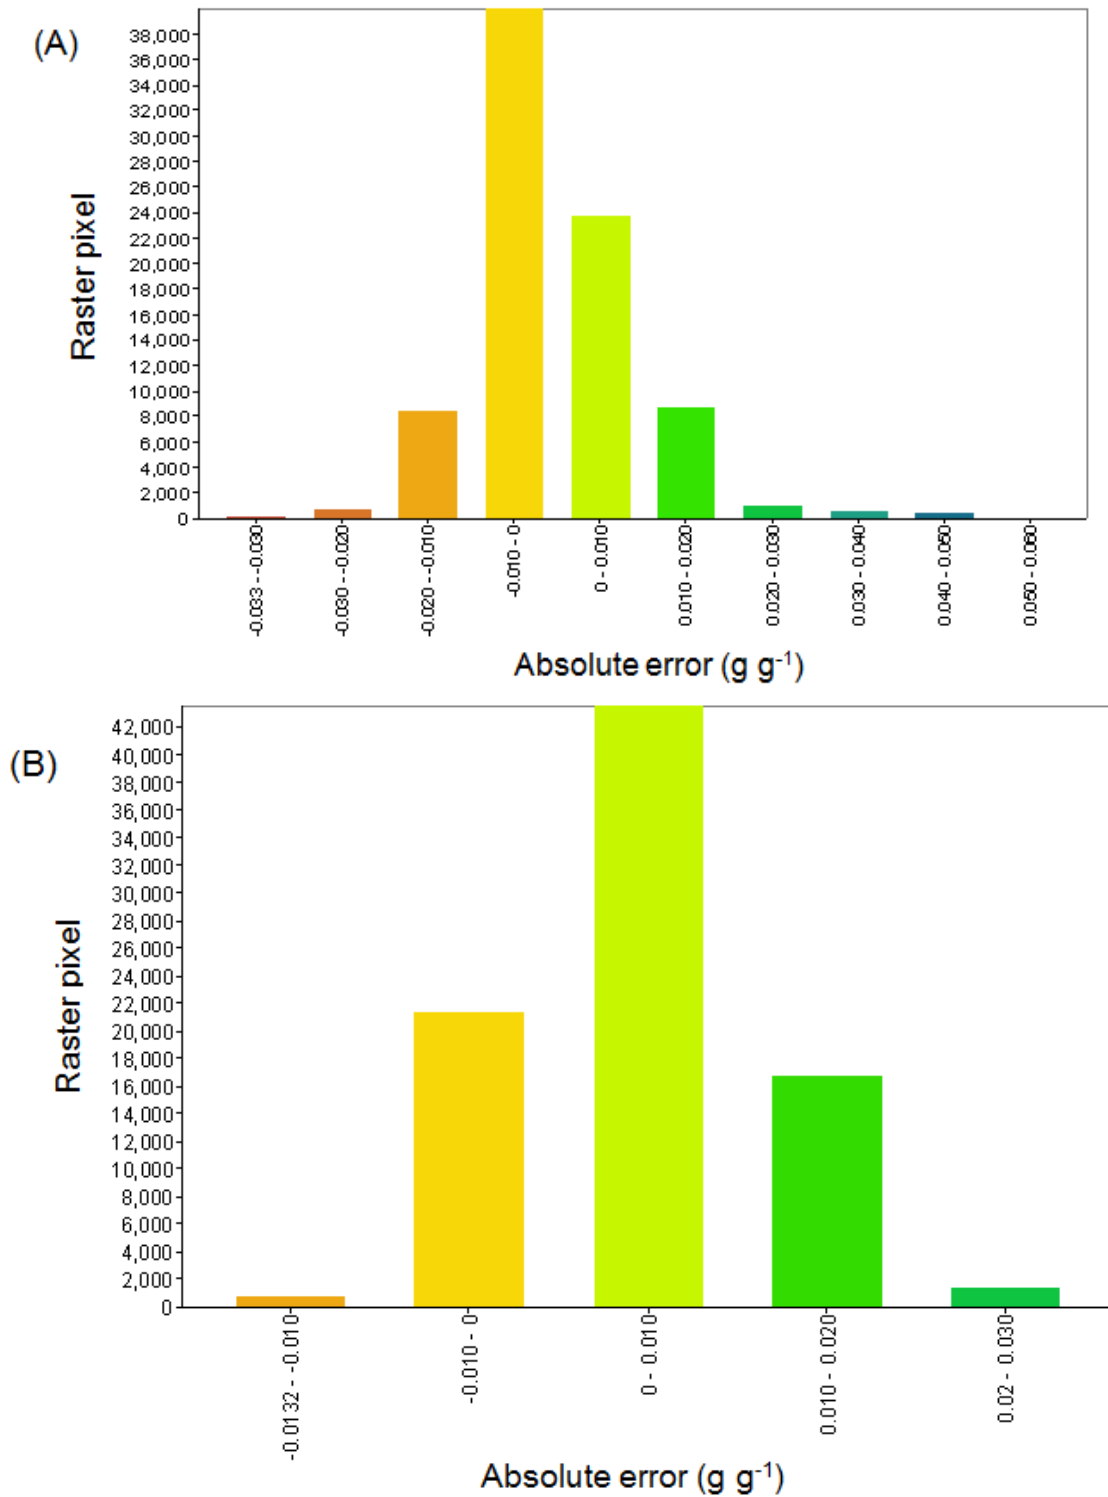 (A)
38,000
36,000
34,000
32,000
30,000
28,000
26,000
24,000
22,000
20,000
18,000
16,000
14,000
12,000
10,000
8,000
6,000
4,000
2,000
0
Raster pixel
-0.033 - -0.030
-0.030 - -0.020
-0.020 - -0.010
-0.010 - 0
0 - 0.010
0.010 - 0.020
0.020 - 0.030
0.030 - 0.040
0.040 - 0.050
0.050 - 0.060
Absolute error (g g⁻¹)
(B)
42,000
40,000
38,000
36,000
34,000
32,000
30,000
28,000
26,000
24,000
22,000
20,000
18,000
16,000
14,000
12,000
10,000
8,000
6,000
4,000
2,000
0
Raster pixel
-0.0132 - -0.010
-0.010 - 0
0 - 0.010
0.010 - 0.020
0.02 - 0.030
Absolute error (g g⁻¹)